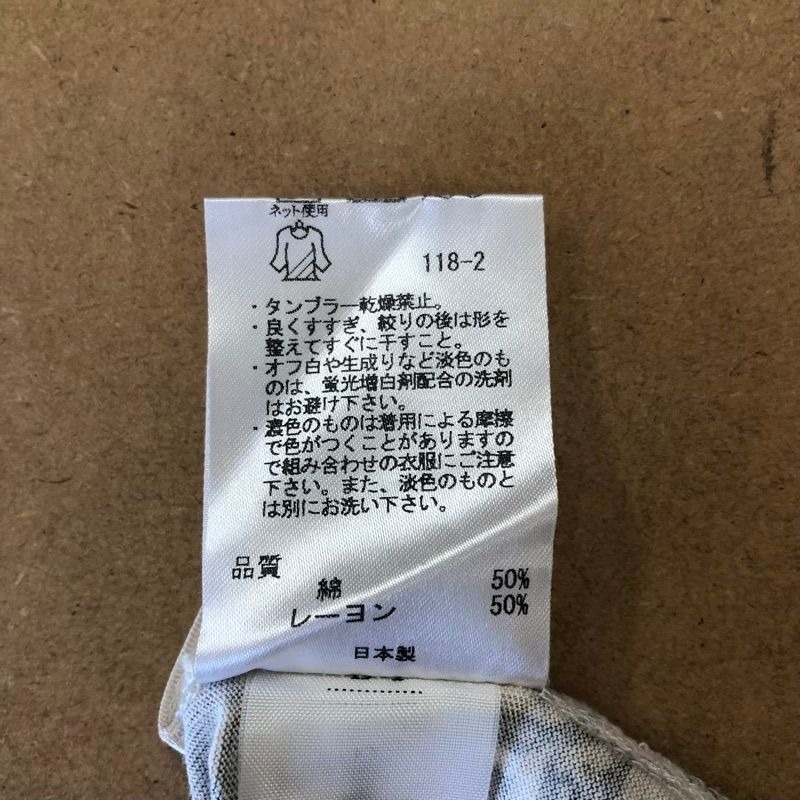 ネット使用
118-2
・タンブラー乾燥禁止。
・良くすすぎ、絞りの後は形を
整えてすぐに干すこと。
・オフ白や生成りなど淡色のも
のは、蛍光増白剤配合の洗剤
はお避け下さい。
・濃色のものは着用による摩擦
で色がつくことがありますの
で組み合わせの衣服にご注意
下さい。また、淡色のものと
は別にお洗い下さい。
品質
綿 50%
レーヨン 50%
日本製